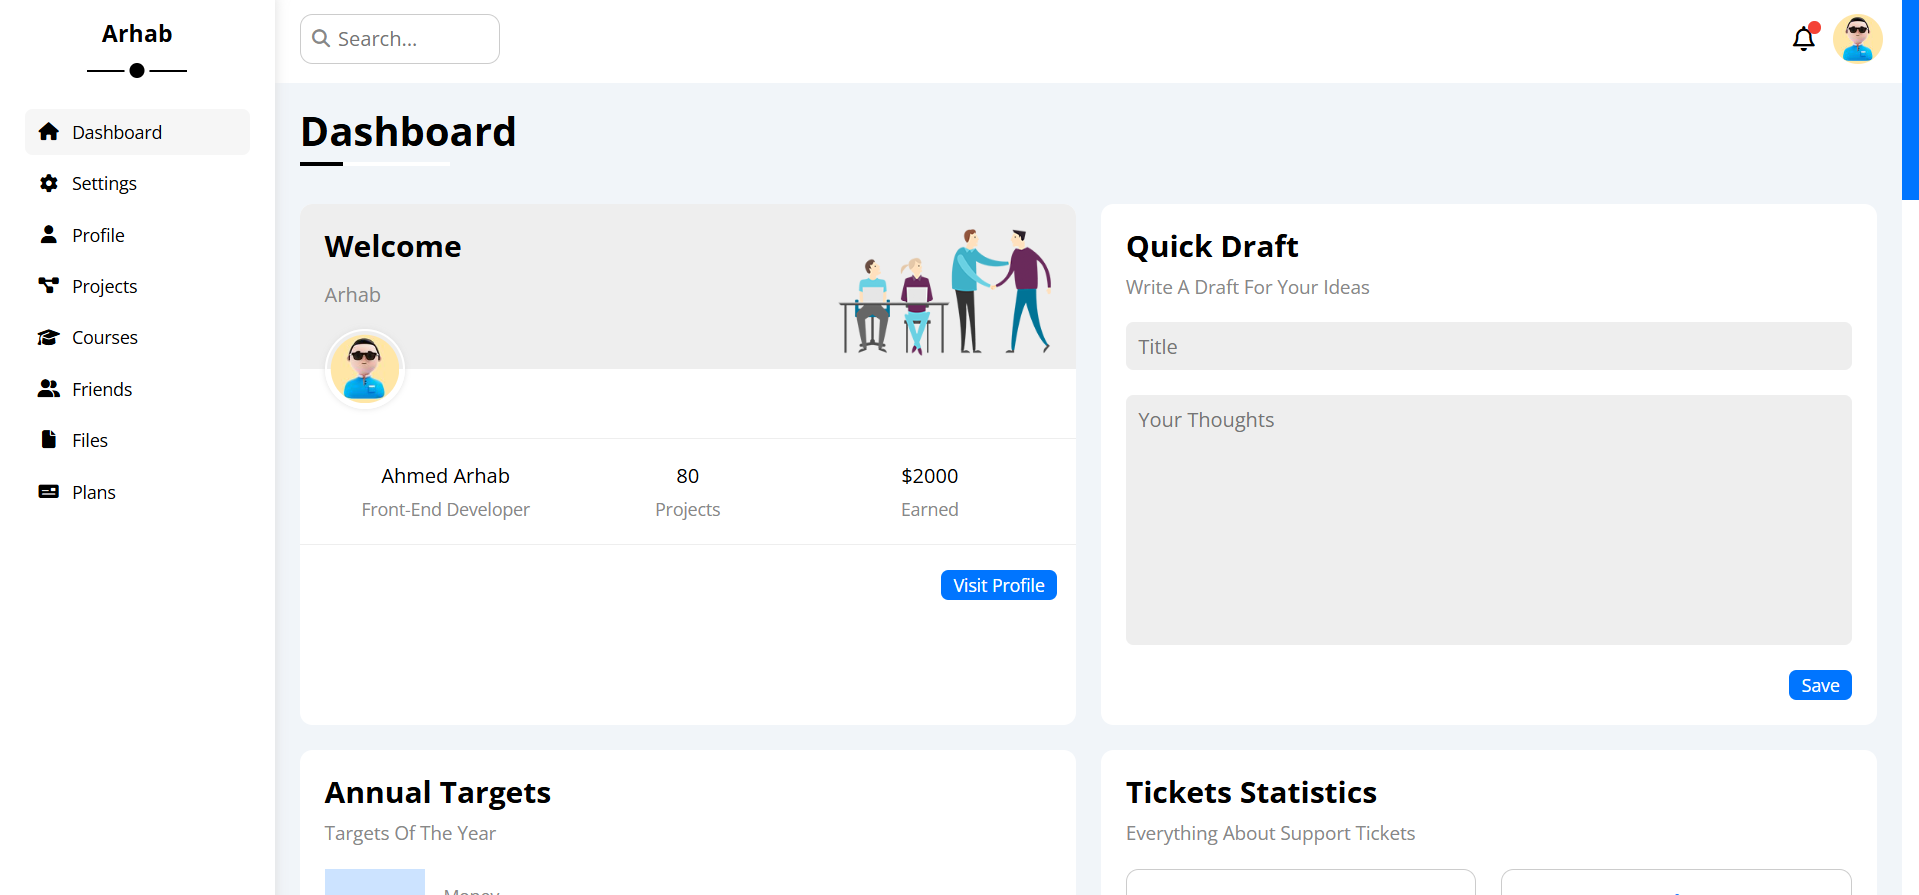 Arhab
Dashboard
Settings
Profile
Projects
Courses
Friends
Files
Plans
Search...
Dashboard
Welcome
Arhab
Ahmed Arhab
Front-End Developer
80
Projects
$2000
Earned
Visit Profile
Quick Draft
Write A Draft For Your Ideas
Title
Your Thoughts
Save
Annual Targets
Targets Of The Year
Money
Tickets Statistics
Everything About Support Tickets